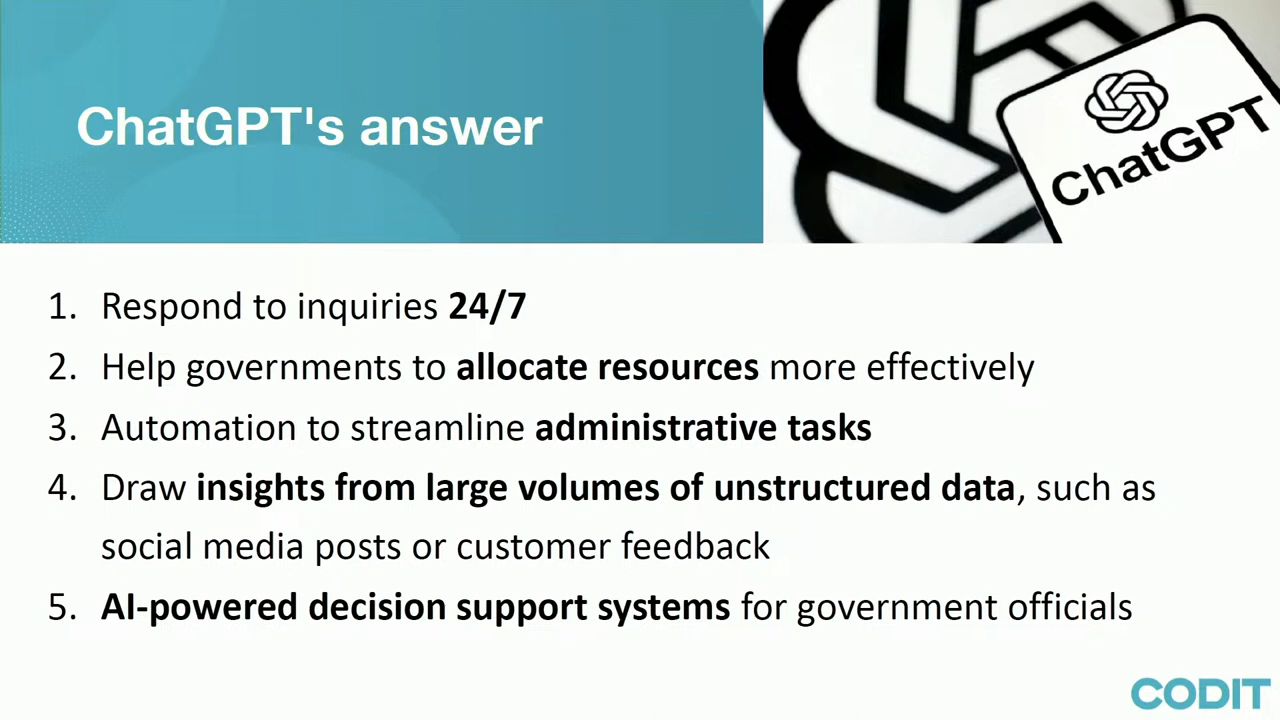 ChatGPT's answer
ChatGPT
1. Respond to inquiries 24/7
2. Help governments to allocate resources more effectively
3. Automation to streamline administrative tasks
4. Draw insights from large volumes of unstructured data, such as
social media posts or customer feedback
5. AI-powered decision support systems for government officials
CODIT